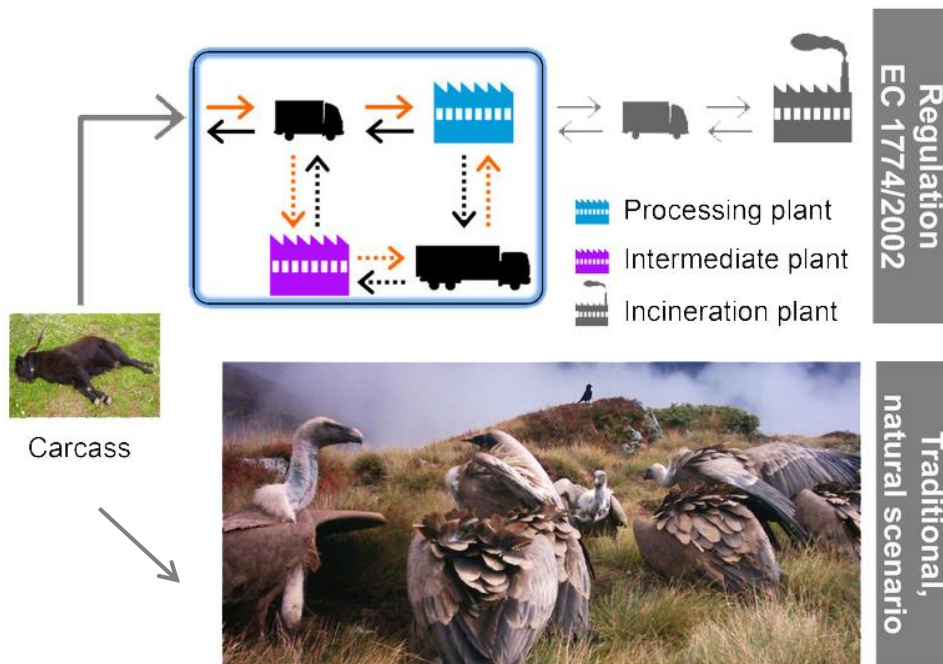 Regulation
EC 1774/2002
Processing plant
Intermediate plant
Incineration plant
Carcass
Traditional,
natural scenario